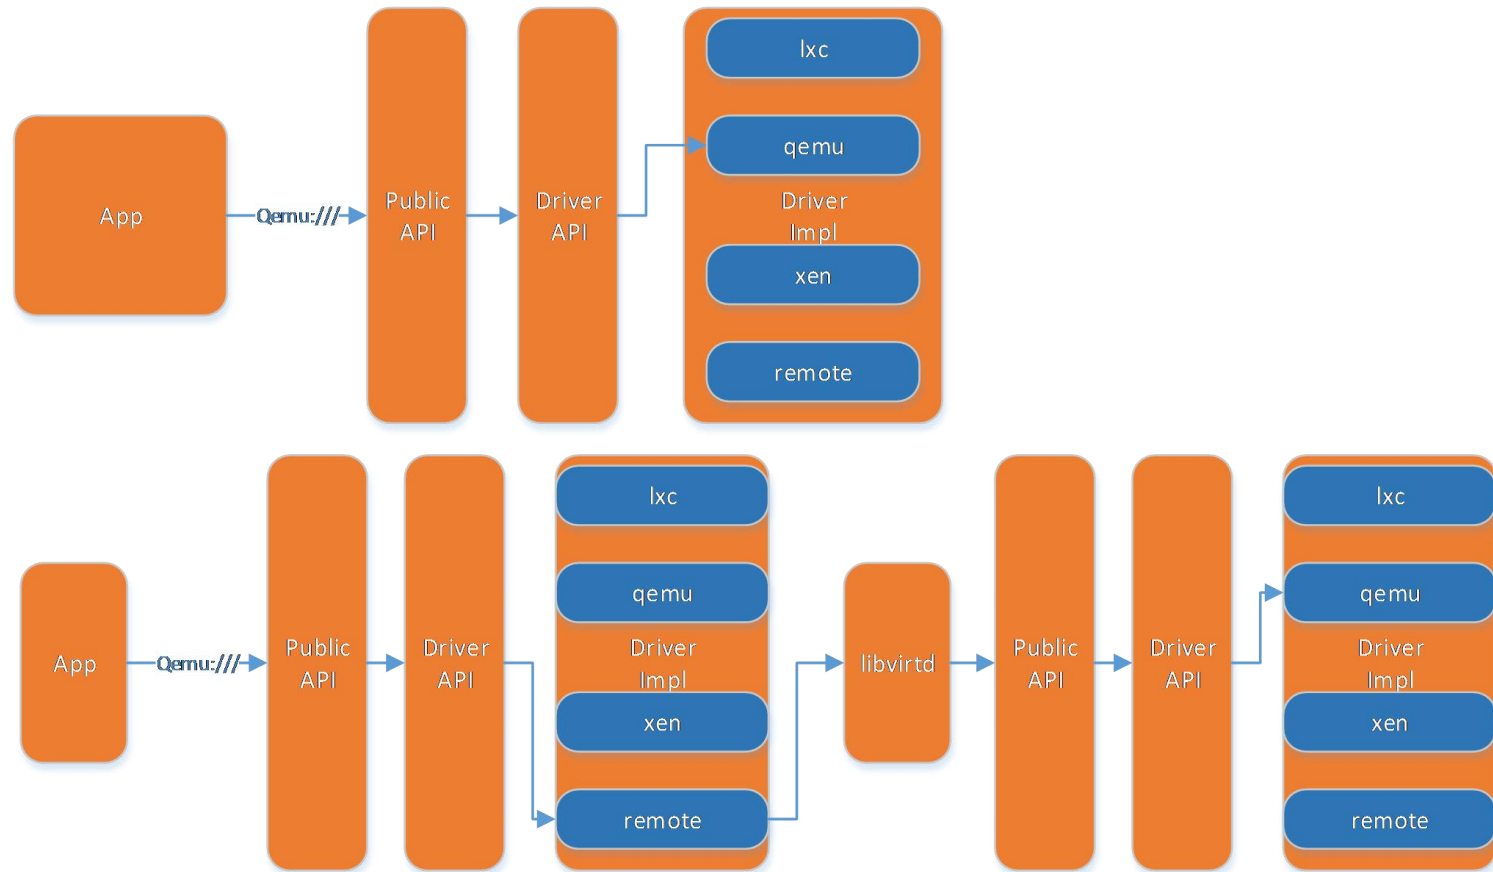 App
Qemu:///
Public
API
Driver
API
lxc
qemu
Driver
Impl
xen
remote
App
Qemu:///
Public
API
Driver
API
lxc
qemu
Driver
Impl
xen
remote
libvirtd
Public
API
Driver
API
lxc
qemu
Driver
Impl
xen
remote